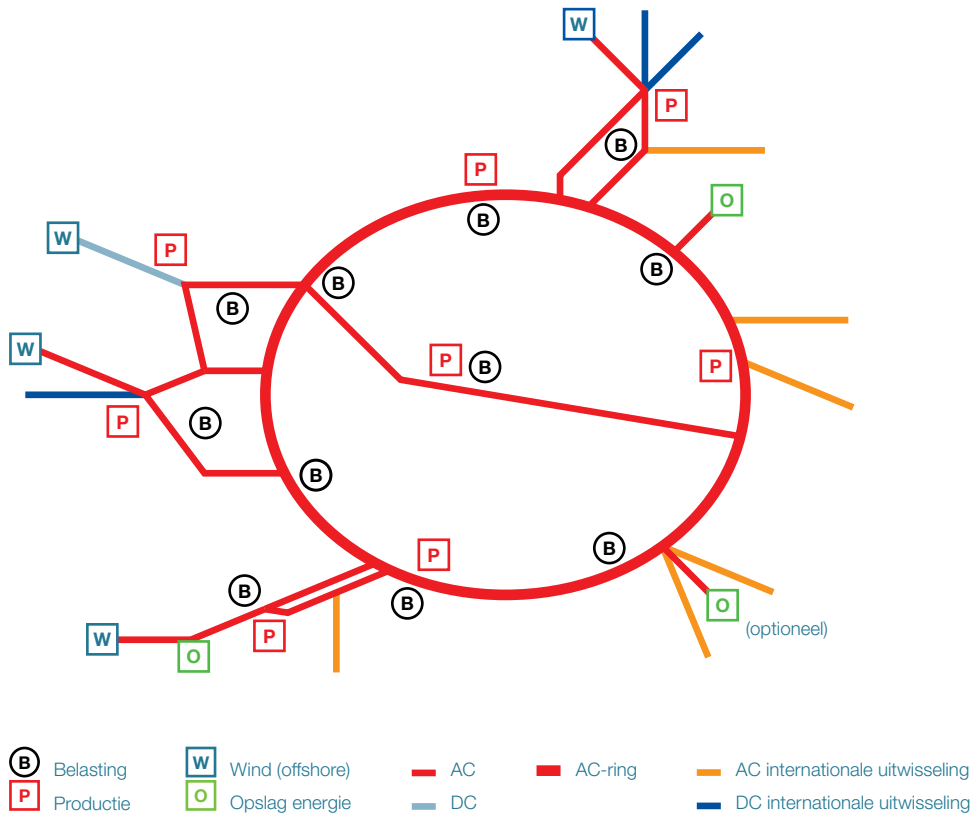 W
P
B
P
O
B
W
P
B
B
B
W
P
B
P
P
B
B
B
P
B
B
B
O
(optioneel)
W
P
O
B Belasting
W Wind (offshore)
AC
AC-ring
AC internationale uitwisseling
P Productie
O Opslag energie
DC
DC internationale uitwisseling